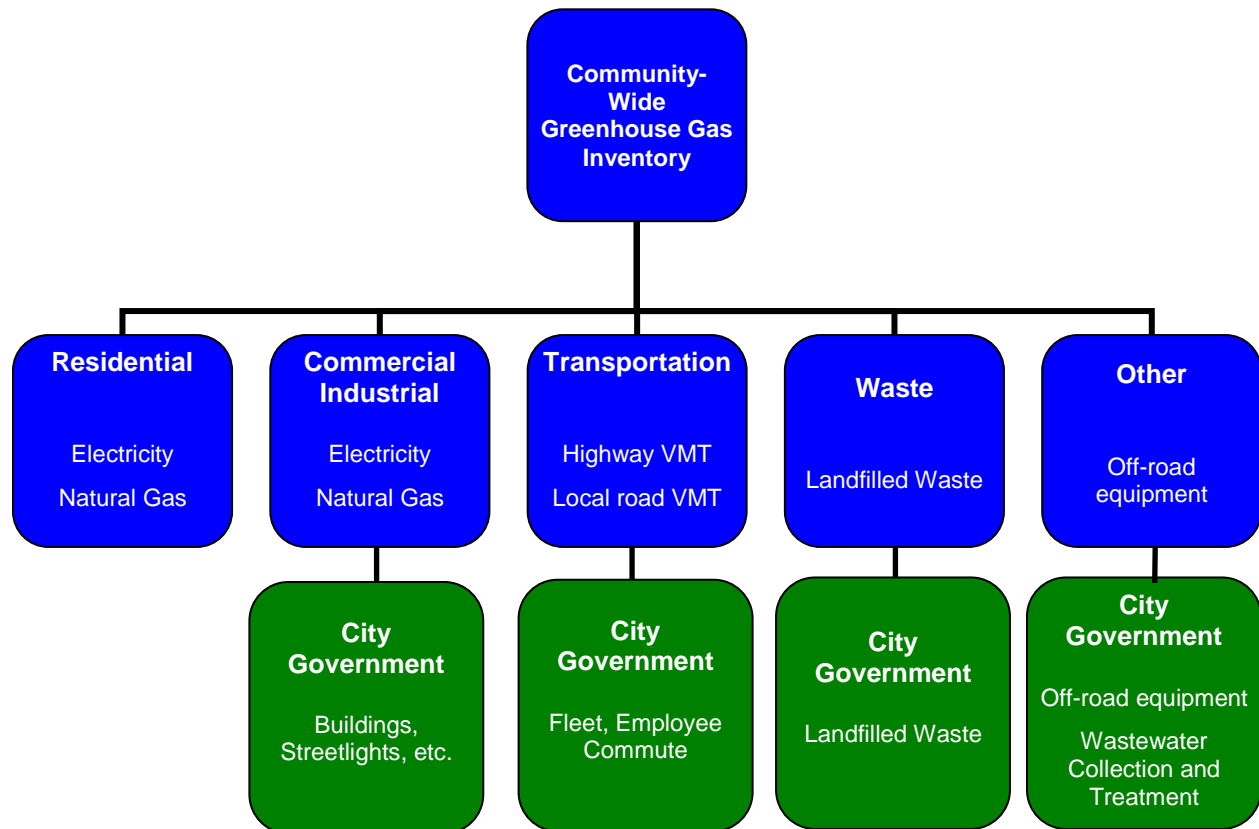 Community-
Wide
Greenhouse Gas
Inventory
Residential
Electricity
Natural Gas
Commercial
Industrial
Electricity
Natural Gas
Transportation
Highway VMT
Local road VMT
Waste
Landfilled Waste
Other
Off-road
equipment
City
Government
Buildings,
Streetlights, etc.
City
Government
Fleet, Employee
Commute
City
Government
Landfilled Waste
City
Government
Off-road equipment
Wastewater
Collection and
Treatment